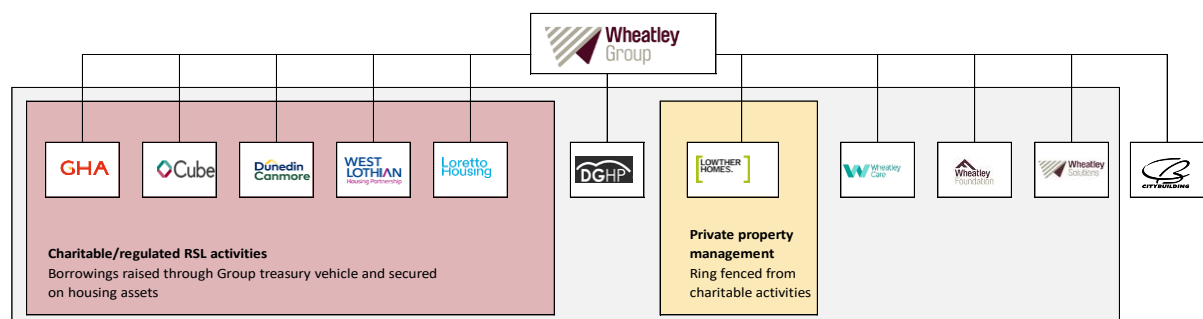 Wheatley
Group
GHA
Cube
Dunedin
Canmore
WEST
LOTHIAN
Housing Partnership
Loretto
Housing
DGHP
LOWTHER
HOMES.
Wheatley
Care
Wheatley
Foundation
Wheatley
Solutions
CITYBUILDING
Charitable/regulated RSL activities
Borrowings raised through Group treasury vehicle and secured
on housing assets
Private property
management
Ring fenced from
charitable activities